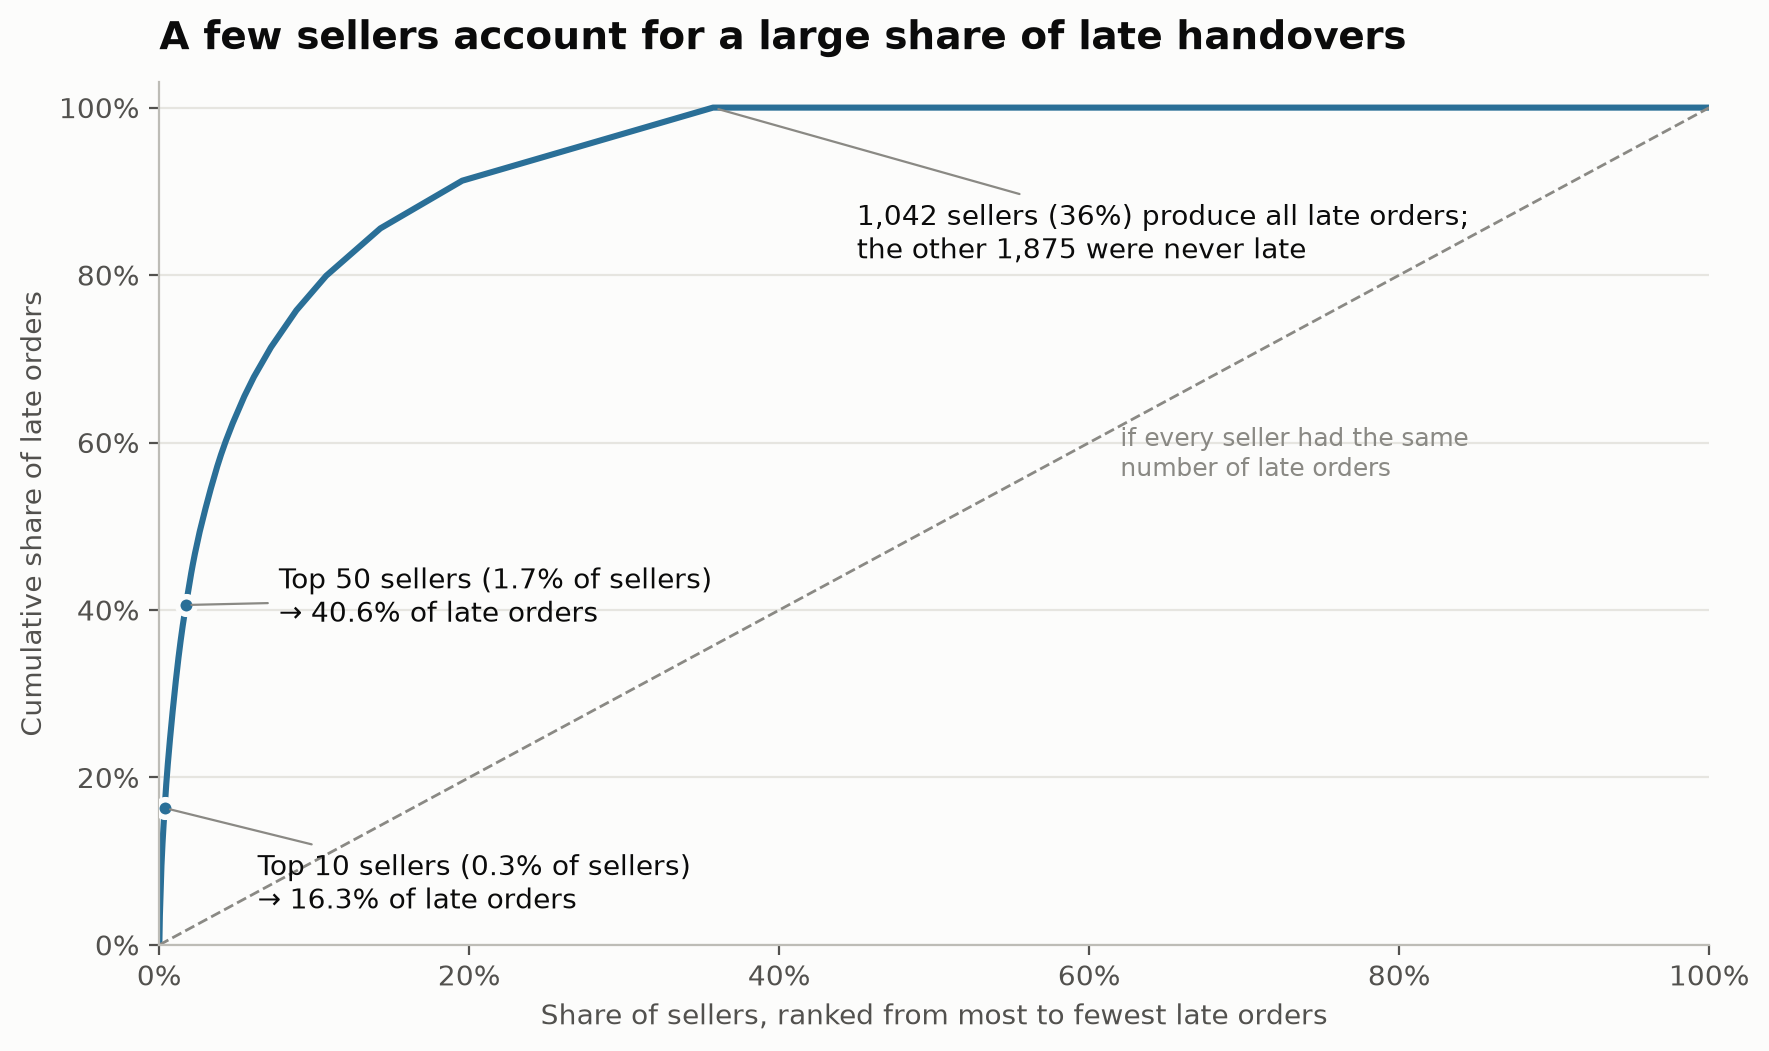 A few sellers account for a large share of late handovers
Cumulative share of late orders
100%
80%
60%
40%
20%
0%
1,042 sellers (36%) produce all late orders;
the other 1,875 were never late
if every seller had the same
number of late orders
Top 50 sellers (1.7% of sellers)
→ 40.6% of late orders
Top 10 sellers (0.3% of sellers)
→ 16.3% of late orders
0%
20%
40%
60%
80%
100%
Share of sellers, ranked from most to fewest late orders